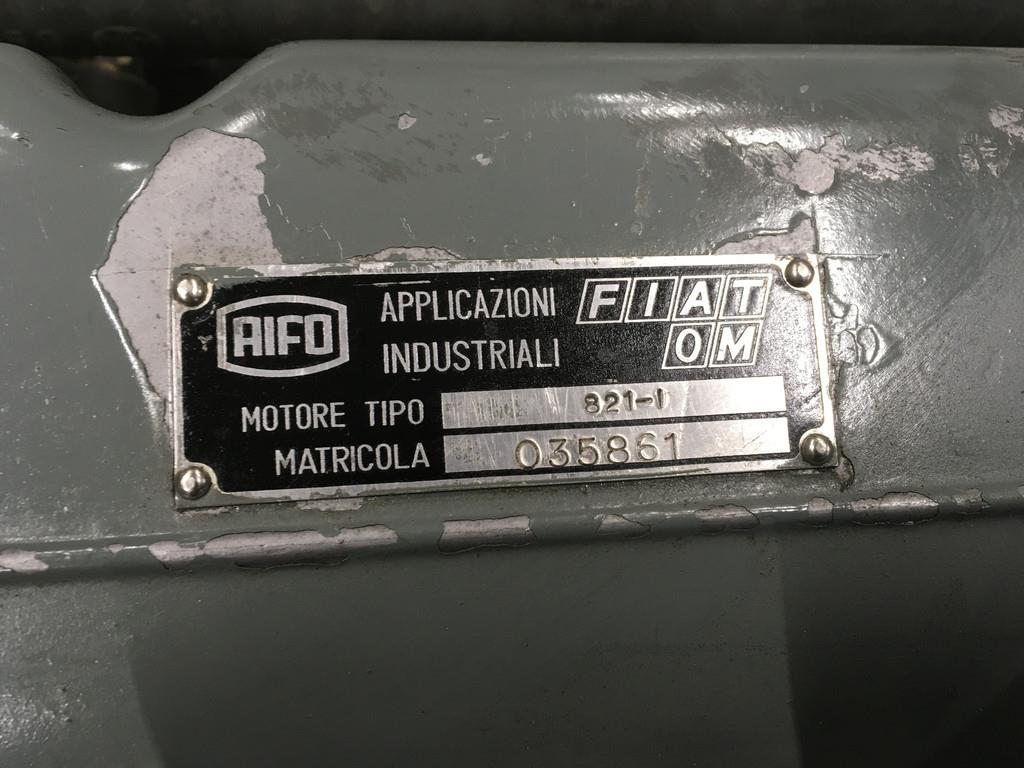 AIFO
APPLICAZIONI
INDUSTRIALI
FIAT
OM
MOTORE TIPO 821-I
MATRICOLA 035861